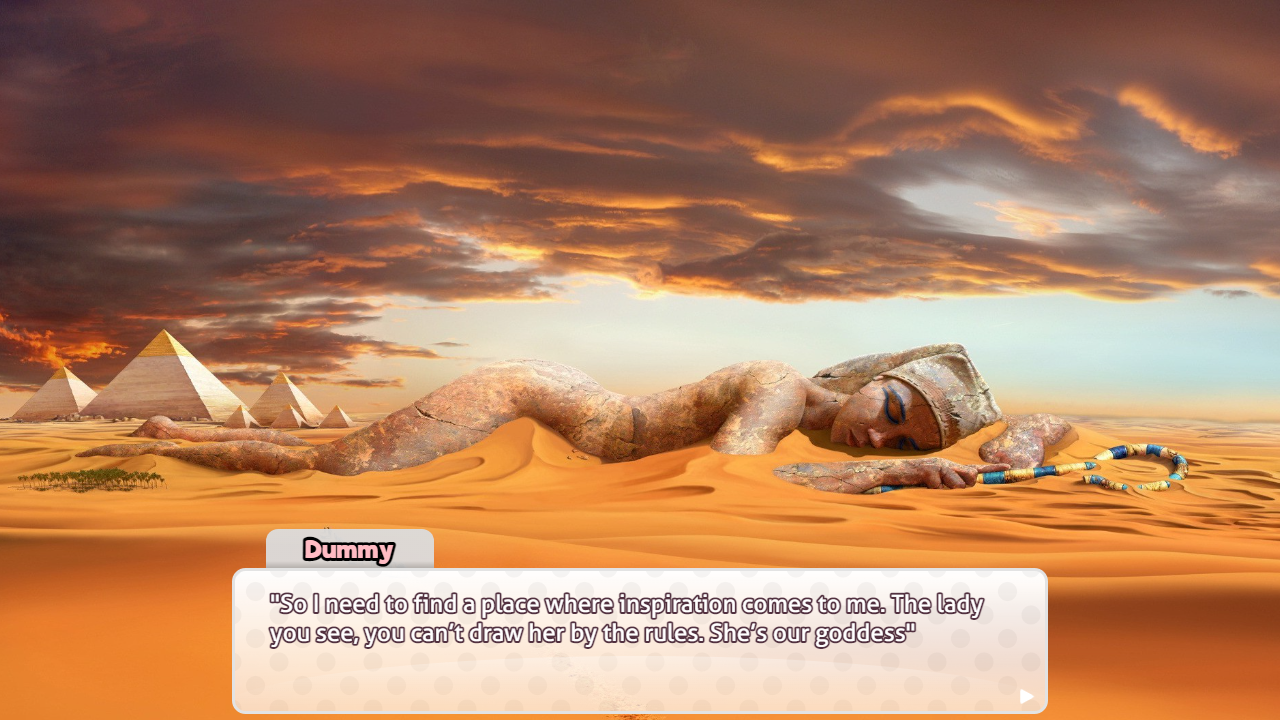 Dummy
"So I need to find a place where inspiration comes to me. The lady
you see, you can't draw her by the rules. She's our goddess"